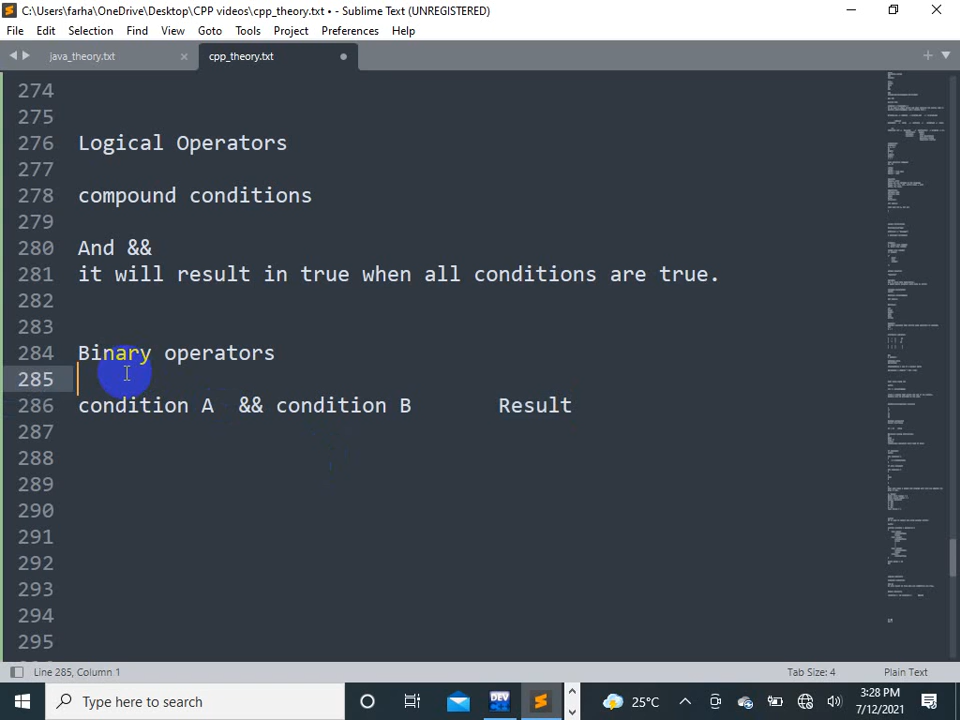 C:\Users\farha\OneDrive\Desktop\CPP videos\cpp_theory.txt • - Sublime Text (UNREGISTERED)
File Edit Selection Find View Goto Tools Project Preferences Help
java_theory.txt cpp_theory.txt
274
275
276 Logical Operators
277
278 compound conditions
279
280 And &&
281 it will result in true when all conditions are true.
282
283
284 Binary operators
285
286 condition A && condition B Result
287
288
289
290
291
292
293
294
295
Line 285, Column 1 Tab Size: 4 Plain Text
Type here to search DEV 25°C 3:28 PM
7/12/2021